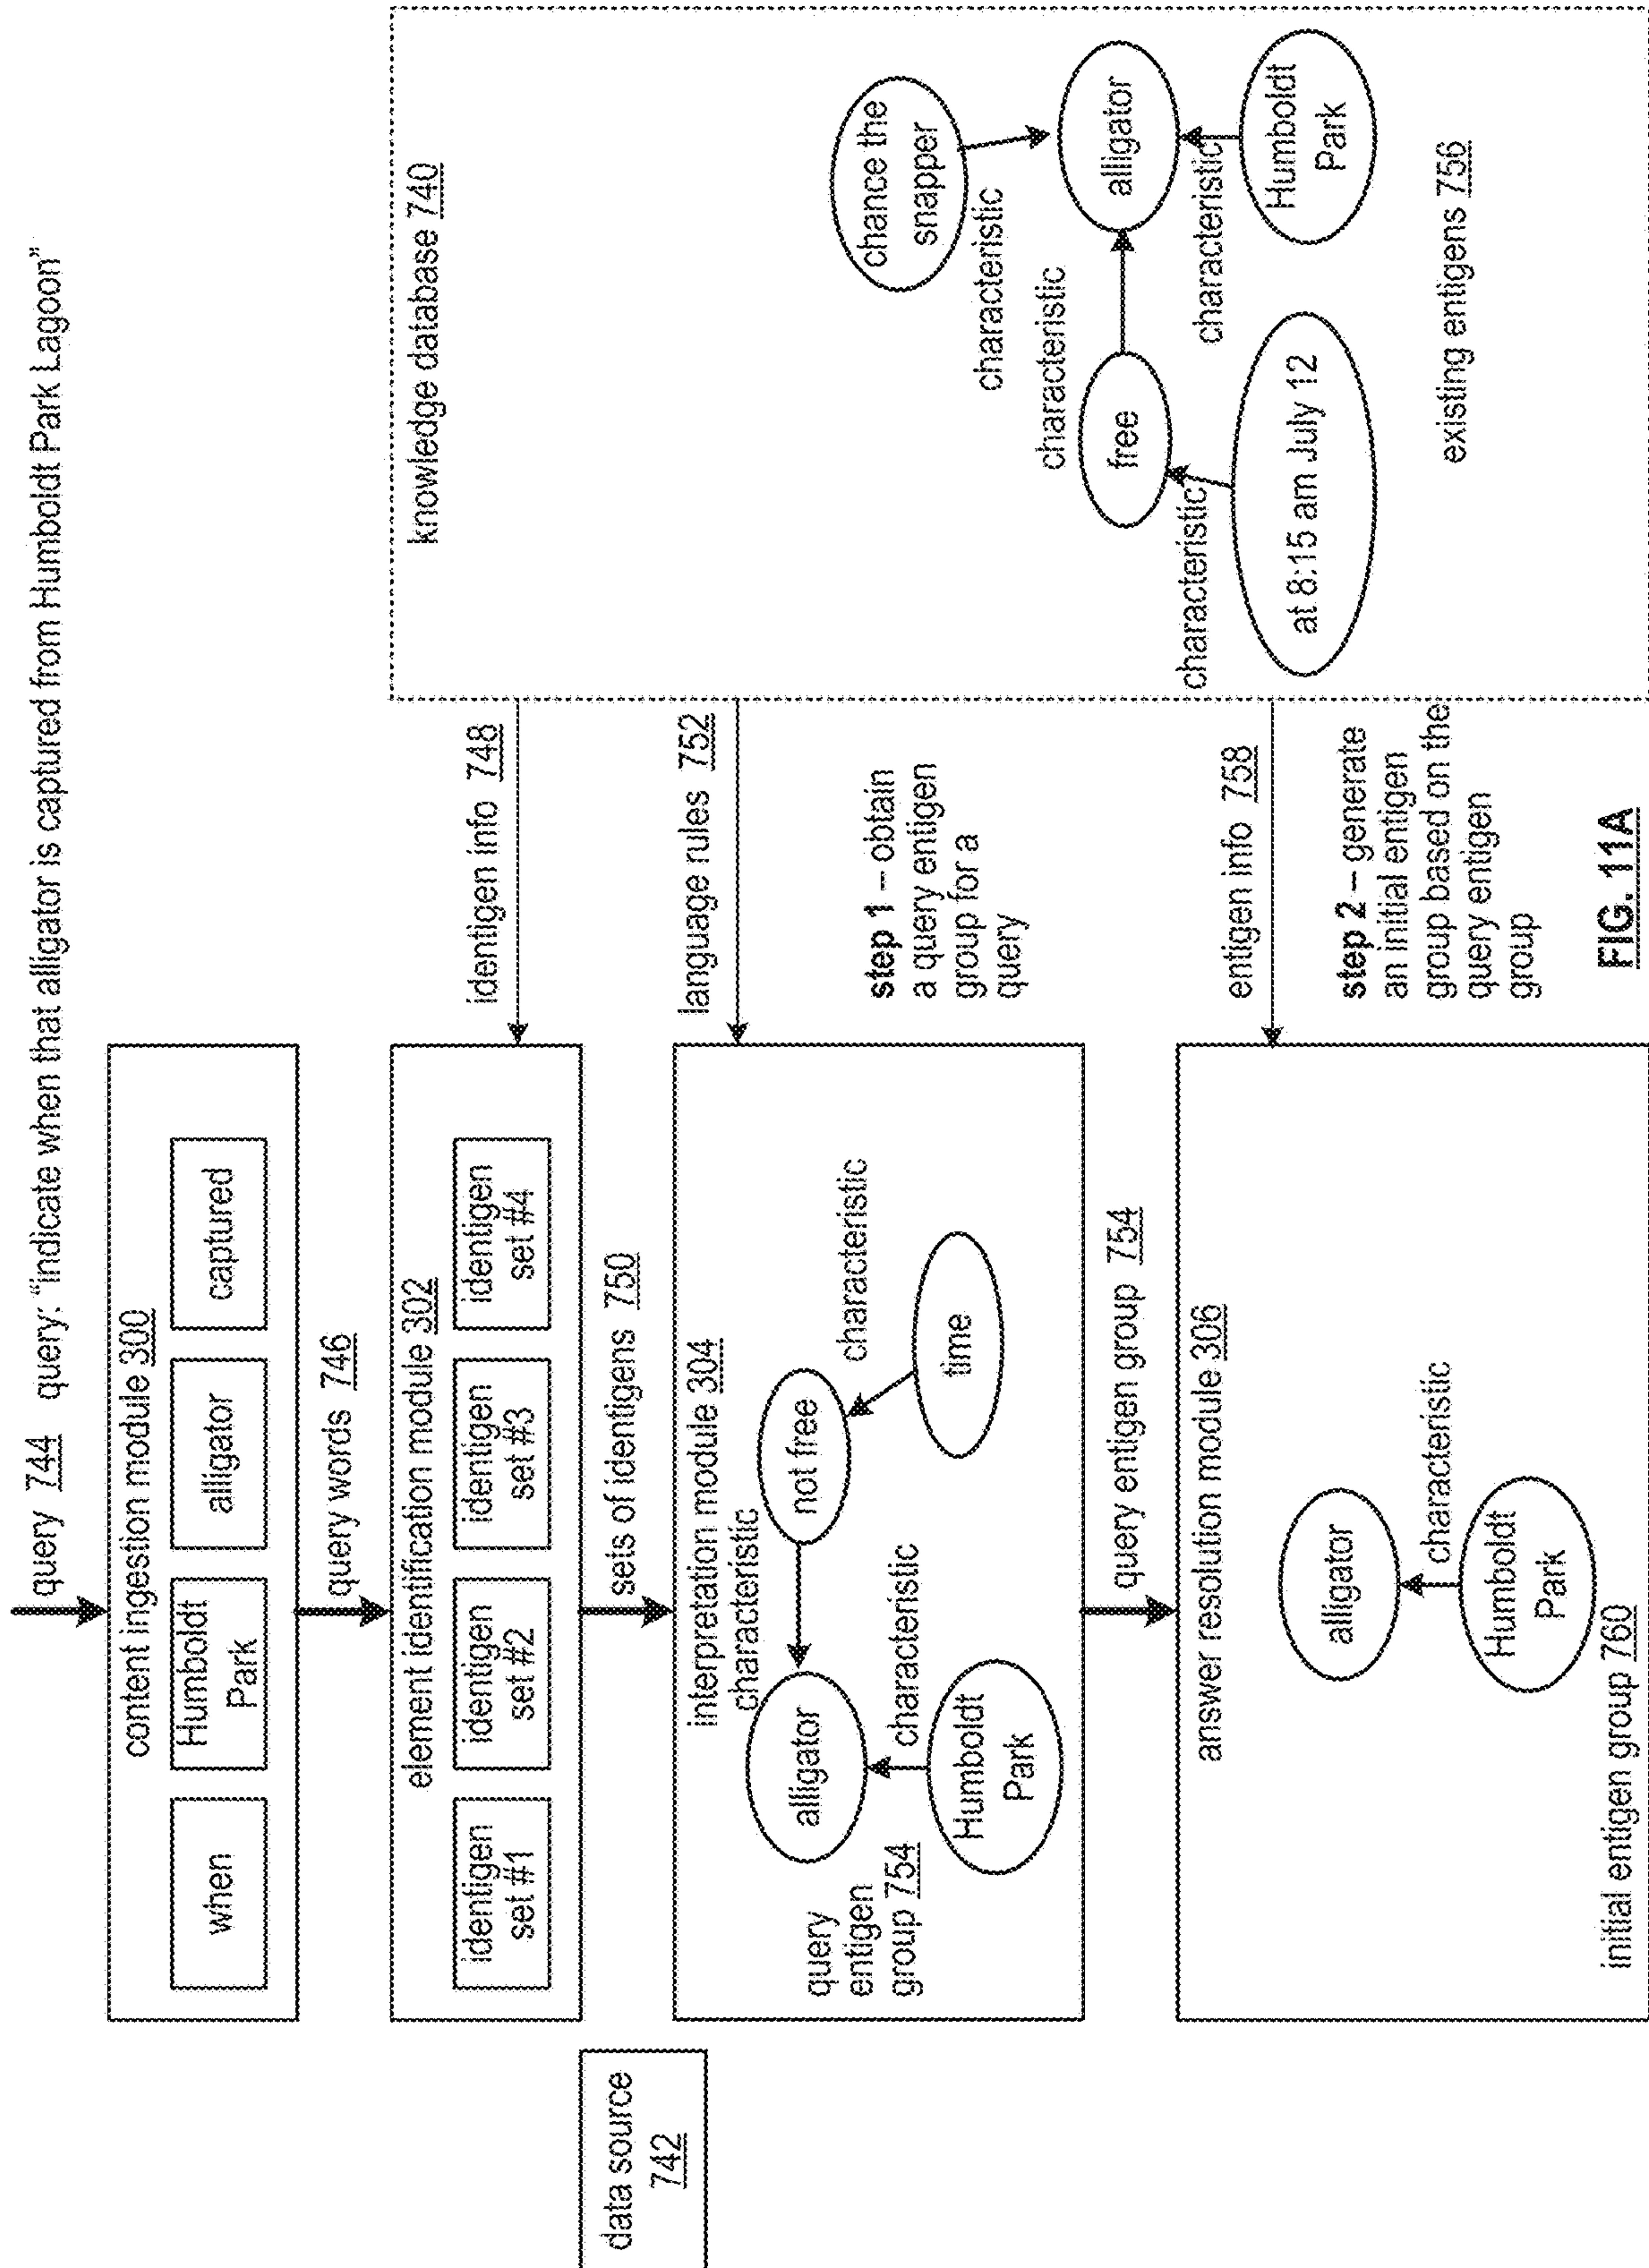 query 744 query: "indicate when that alligator is captured from Humboldt Park Lagoon"
content ingestion module 300
when
Humboldt
Park
alligator
captured
query words 746
element identification module 302
identigen
set #1
identigen
set #2
identigen
set #3
identigen
set #4
identigen info 748
sets of identigens 750
data source
742
language rules 752
interpretation module 304
characteristic
alligator
not free
characteristic
characteristic
time
Humboldt
Park
query
entigen
group 754
step 1 – obtain
a query entigen
group for a
query
query entigen group 754
entigen info 758
answer resolution module 306
alligator
characteristic
Humboldt
Park
initial entigen group 760
step 2 – generate
an initial entigen
group based on the
query entigen
group
knowledge database 740
chance the
snapper
characteristic
characteristic
free
alligator
characteristic
characteristic
at 8:15 am July 12
Humboldt
Park
existing entigens 756
FIG. 11A